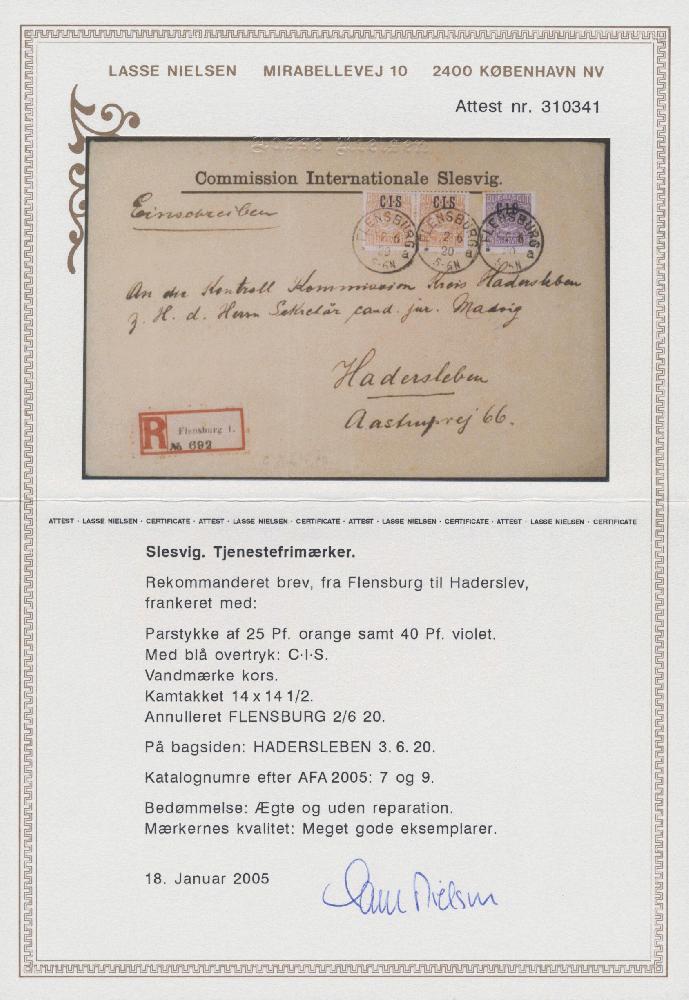 LASSE NIELSEN MIRABELLEVEJ 10 2400 KØBENHAVN NV
Attest nr. 310341
Commission Internationale Slesvig.
Einschreiben
C·I·S C·I·S C·I·S
FLENSBURG FLENSBURG FLENSBURG
2 6 20 5-6N
An die Kontroll Kommission Kreis Hadersleben
z. H. d. Herrn Sekretär cand. jur. Madvig
Hadersleben
Aastrupvej 66.
R Flensburg 1.
№ 692
ATTEST · LASSE NIELSEN · CERTIFICATE · ATTEST · LASSE NIELSEN · CERTIFICATE · ATTEST · LASSE NIELSEN · CERTIFICATE · ATTEST · LASSE NIELSEN · CERTIFICATE
Slesvig. Tjenestefrimærker.
Rekommanderet brev, fra Flensburg til Haderslev,
frankeret med:
Parstykke af 25 Pf. orange samt 40 Pf. violet.
Med blå overtryk: C·I·S.
Vandmærke kors.
Kamtakket 14 x 14 1/2.
Annulleret FLENSBURG 2/6 20.
På bagsiden: HADERSLEBEN 3. 6. 20.
Katalognumre efter AFA 2005: 7 og 9.
Bedømmelse: Ægte og uden reparation.
Mærkernes kvalitet: Meget gode eksemplarer.
18. Januar 2005
Lasse Nielsen